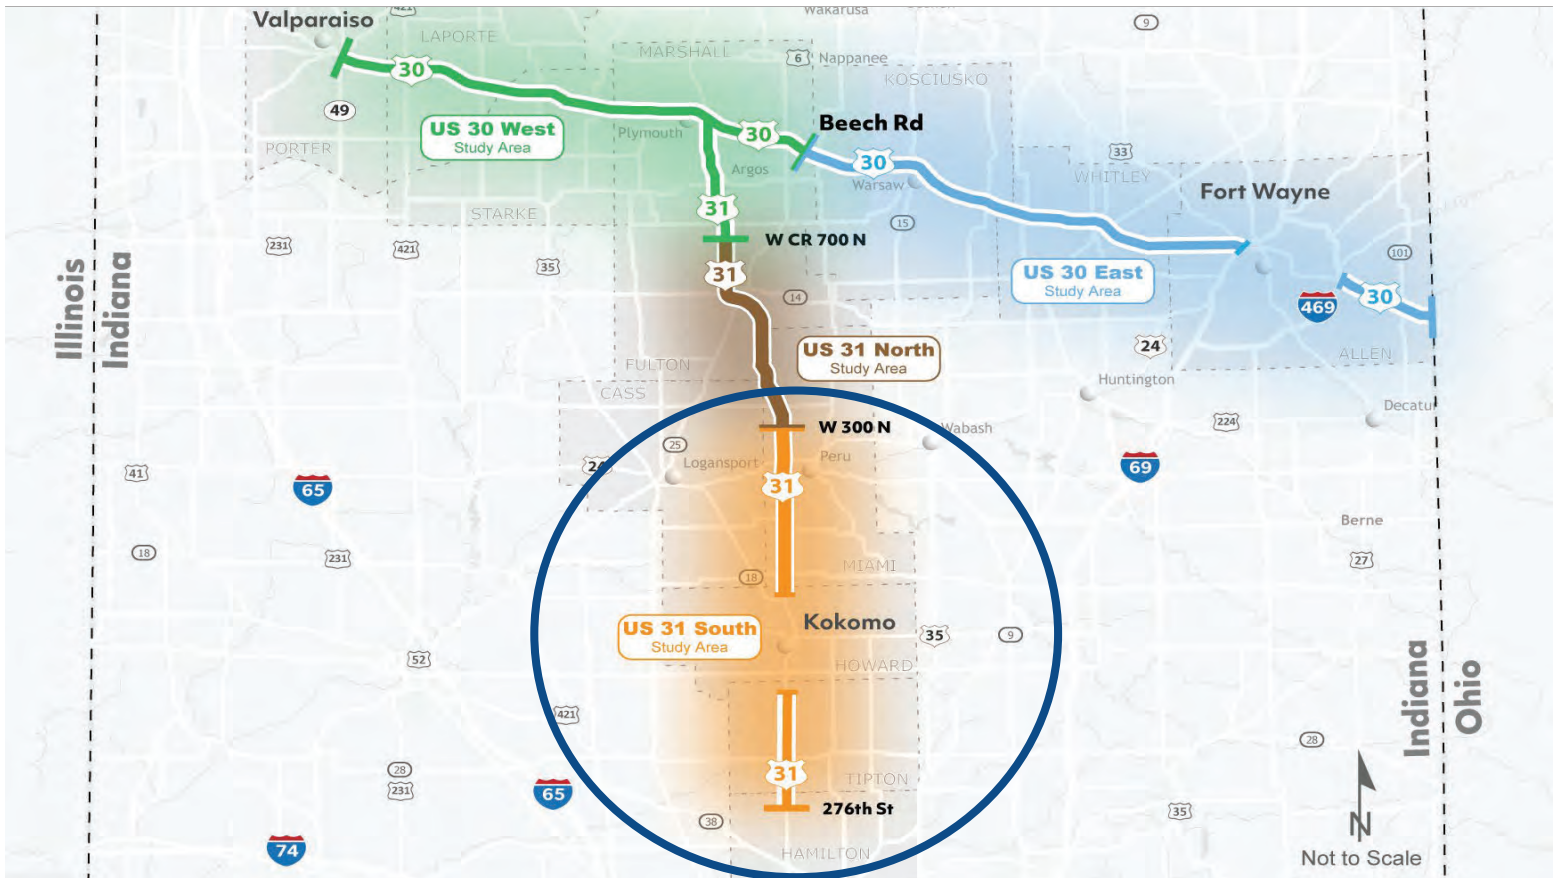 421
Wakarusa
9
Valparaiso
LAPORTE
MARSHALL
6
Nappanee
30
KOSCIUSKO
49
US 30 West
Study Area
Plymouth
30
Beech Rd
PORTER
33
30
Argos
Warsaw
WHITLEY
Fort Wayne
STARKE
31
15
W CR 700 N
231
421
35
31
101
US 30 East
Study Area
14
30
469
Illinois
Indiana
US 31 North
Study Area
24
ALLEN
FULTON
CASS
Huntington
Decatu
W 300 N
Wabash
224
25
41
24
Logansport
Peru
69
65
31
Berne
18
231
MIAMI
27
18
US 31 South
Study Area
Kokomo
35
9
52
HOWARD
Indiana
Ohio
421
28
28
31
TIPTON
231
65
276th St
35
38
N
74
HAMILTON
Not to Scale